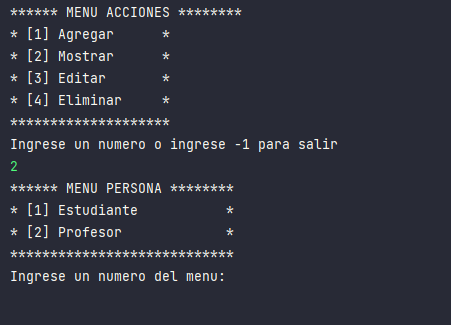 ****** MENU ACCIONES ********
* [1] Agregar      *
* [2] Mostrar      *
* [3] Editar       *
* [4] Eliminar     *
********************
Ingrese un numero o ingrese -1 para salir
2
****** MENU PERSONA ********
* [1] Estudiante           *
* [2] Profesor             *
****************************
Ingrese un numero del menu: